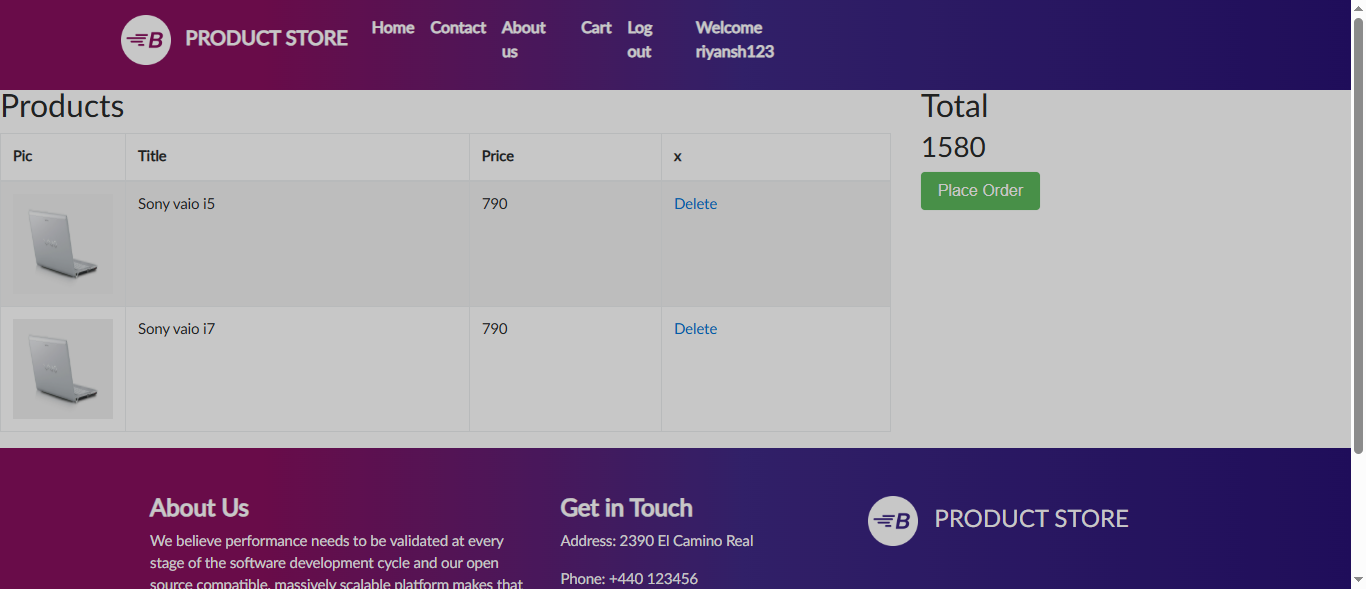 B PRODUCT STORE Home Contact About us Cart Log out Welcome riyansh123
Products
Pic Title Price x
Sony vaio i5 790 Delete
Sony vaio i7 790 Delete
Total
1580
Place Order
About Us
We believe performance needs to be validated at every
stage of the software development cycle and our open
source compatible, massively scalable platform makes that
Get in Touch
Address: 2390 El Camino Real
Phone: +440 123456
B PRODUCT STORE